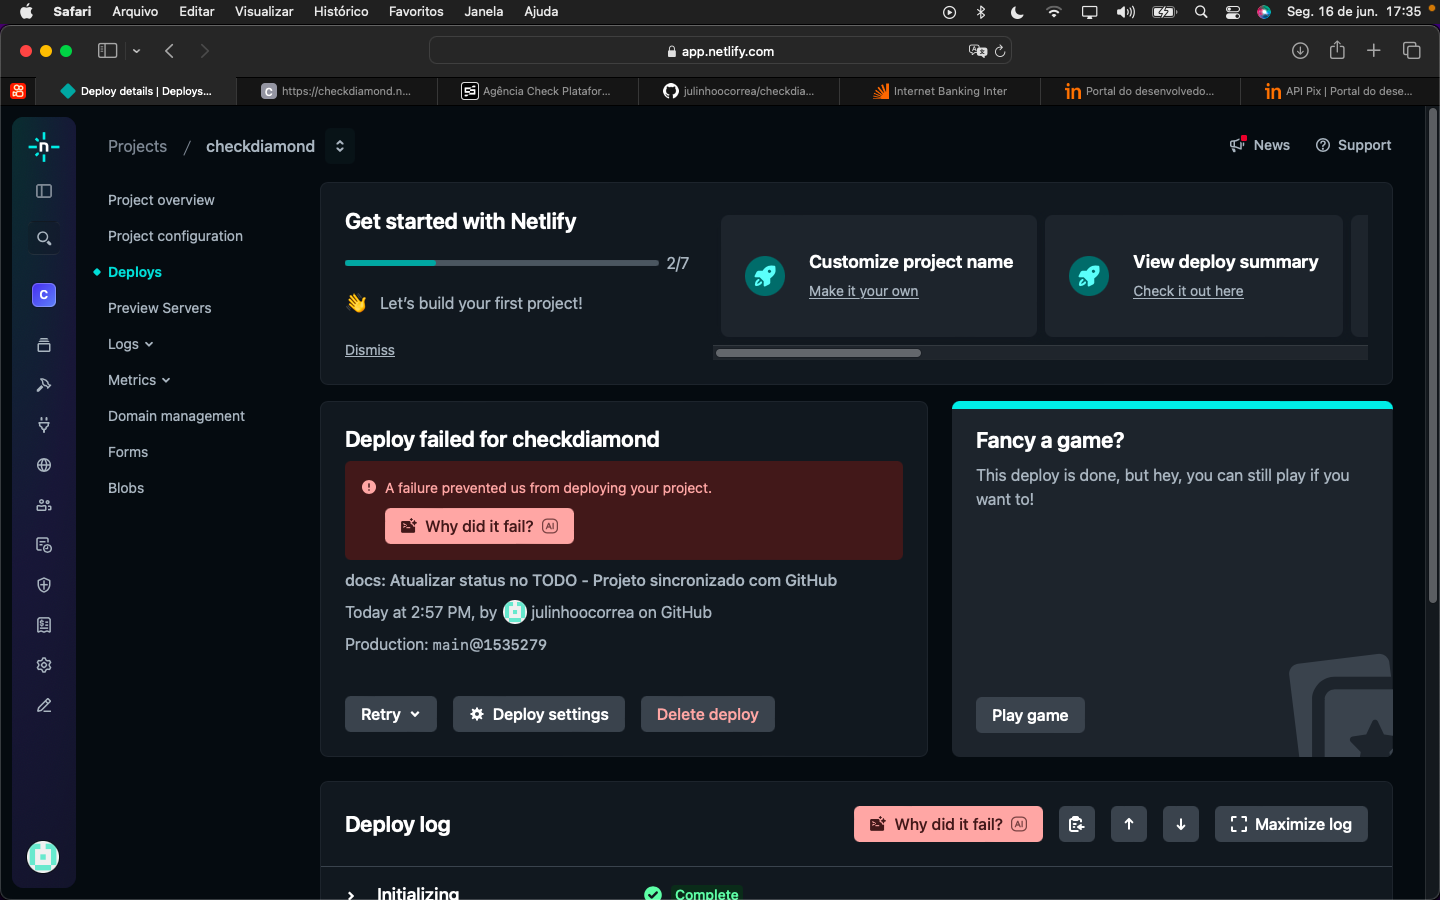 Safari Arquivo Editar Visualizar Histórico Favoritos Janela Ajuda Seg. 16 de jun. 17:35
app.netlify.com
Deploy details | Deploys... C https://checkdiamond.n... Agência Check Platafor... julinhoocorrea/checkdia... Internet Banking Inter in Portal do desenvolvedo... in API Pix | Portal do dese...
n
Projects / checkdiamond
News Support
Project overview
Project configuration
Deploys
Preview Servers
Logs
Metrics
Domain management
Forms
Blobs
C
Get started with Netlify
2/7
Let's build your first project!
Dismiss
Customize project name
Make it your own
View deploy summary
Check it out here
Deploy failed for checkdiamond
A failure prevented us from deploying your project.
Why did it fail? AI
docs: Atualizar status no TODO - Projeto sincronizado com GitHub
Today at 2:57 PM, by julinhoocorrea on GitHub
Production: main@1535279
Retry Deploy settings Delete deploy
Fancy a game?
This deploy is done, but hey, you can still play if you
want to!
Play game
Deploy log
Why did it fail? AI Maximize log
Initializing Complete